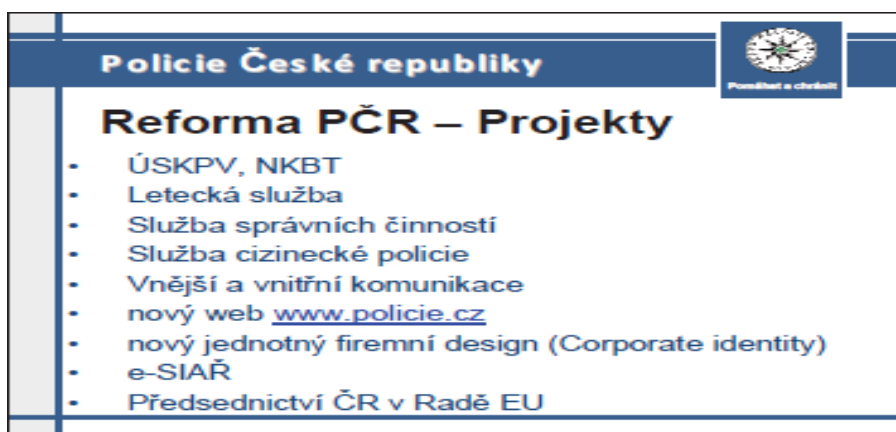 Policie České republiky
Pomáhat a chránit
Reforma PČR – Projekty
• ÚSKPV, NKBT
• Letecká služba
• Služba správních činností
• Služba cizinecké policie
• Vnější a vnitřní komunikace
• nový web www.policie.cz
• nový jednotný firemní design (Corporate identity)
• e-SIAŘ
• Předsednictví ČR v Radě EU